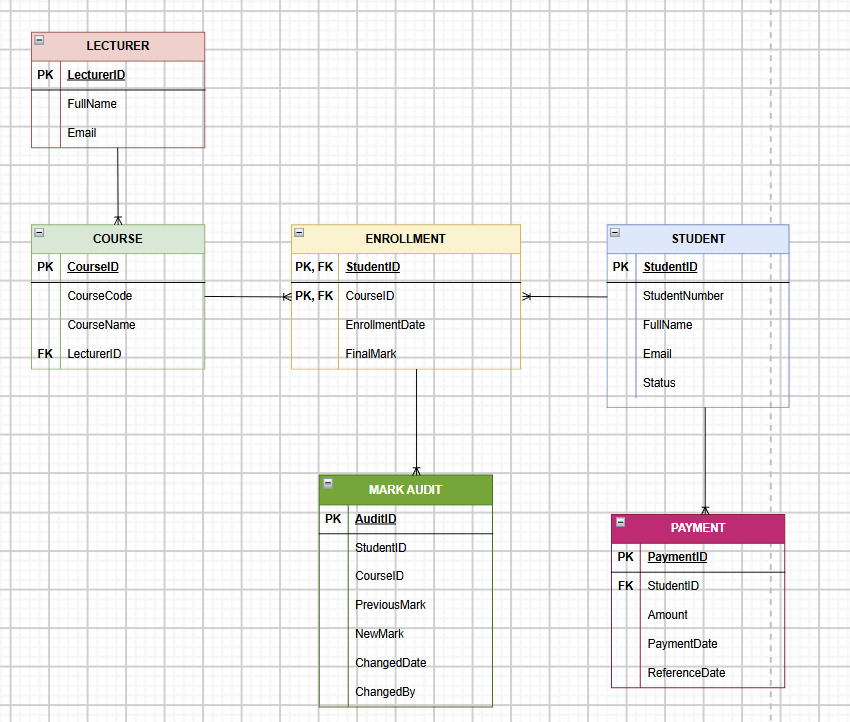 LECTURER
PK LecturerID
FullName
Email
COURSE
PK CourseID
CourseCode
CourseName
FK LecturerID
ENROLLMENT
PK, FK StudentID
PK, FK CourseID
EnrollmentDate
FinalMark
STUDENT
PK StudentID
StudentNumber
FullName
Email
Status
MARK AUDIT
PK AuditID
StudentID
CourseID
PreviousMark
NewMark
ChangedDate
ChangedBy
PAYMENT
PK PaymentID
FK StudentID
Amount
PaymentDate
ReferenceDate